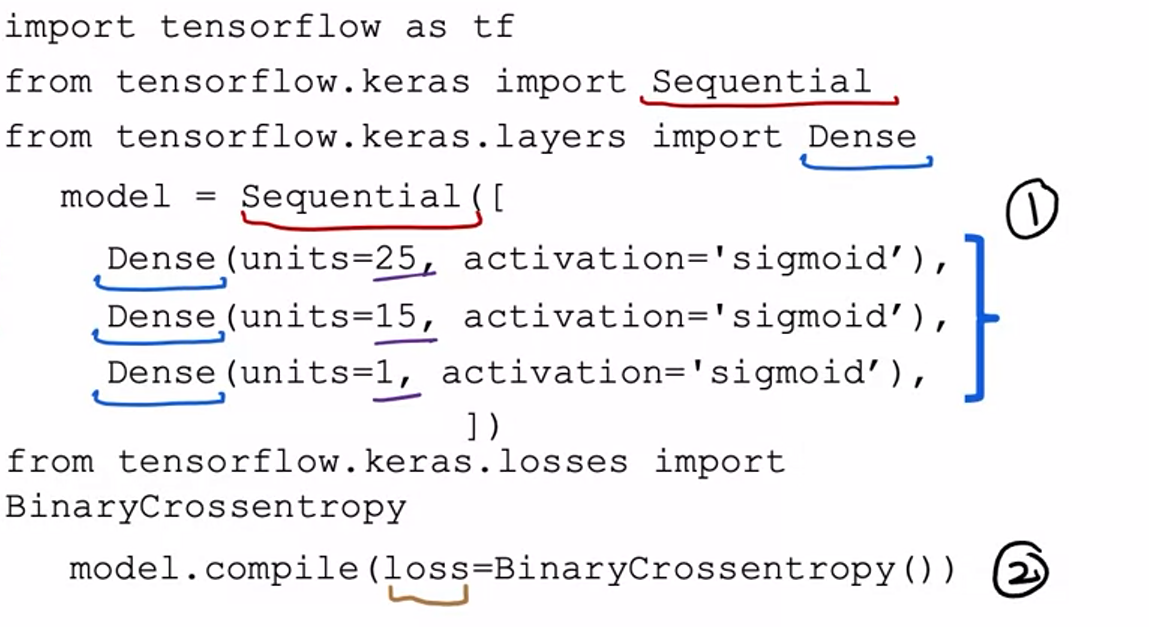 import tensorflow as tf
from tensorflow.keras import Sequential
from tensorflow.keras.layers import Dense
model = Sequential([
①
Dense(units=25, activation='sigmoid’),
Dense(units=15, activation='sigmoid’),
Dense(units=1, activation='sigmoid’),
])
from tensorflow.keras.losses import
BinaryCrossentropy
model.compile(loss=BinaryCrossentropy()) ②